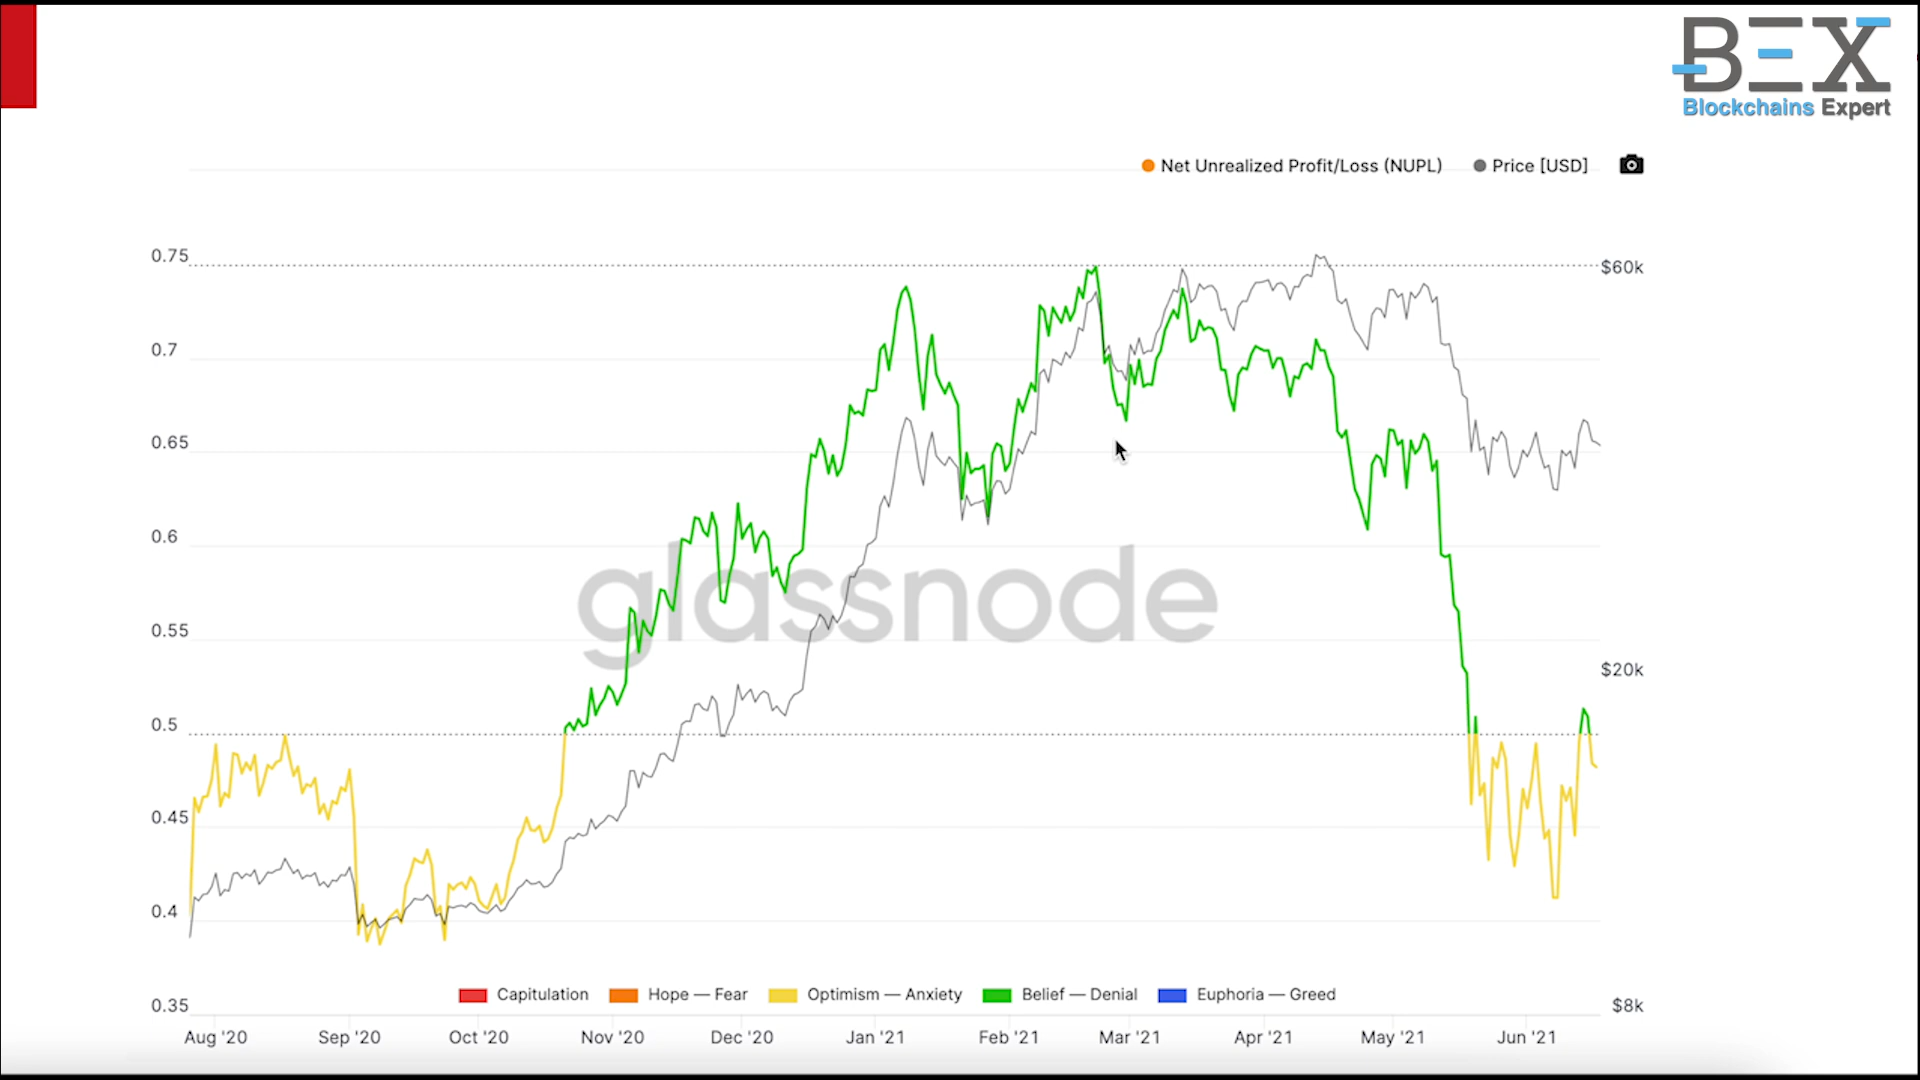 BEX
Blockchains Expert
Net Unrealized Profit/Loss (NUPL) Price [USD]
0.75
$60k
0.7
0.65
0.6
0.55
$20k
0.5
0.45
0.4
0.35
$8k
glassnode
Capitulation Hope — Fear Optimism — Anxiety Belief — Denial Euphoria — Greed
Aug '20 Sep '20 Oct '20 Nov '20 Dec '20 Jan '21 Feb '21 Mar '21 Apr '21 May '21 Jun '21